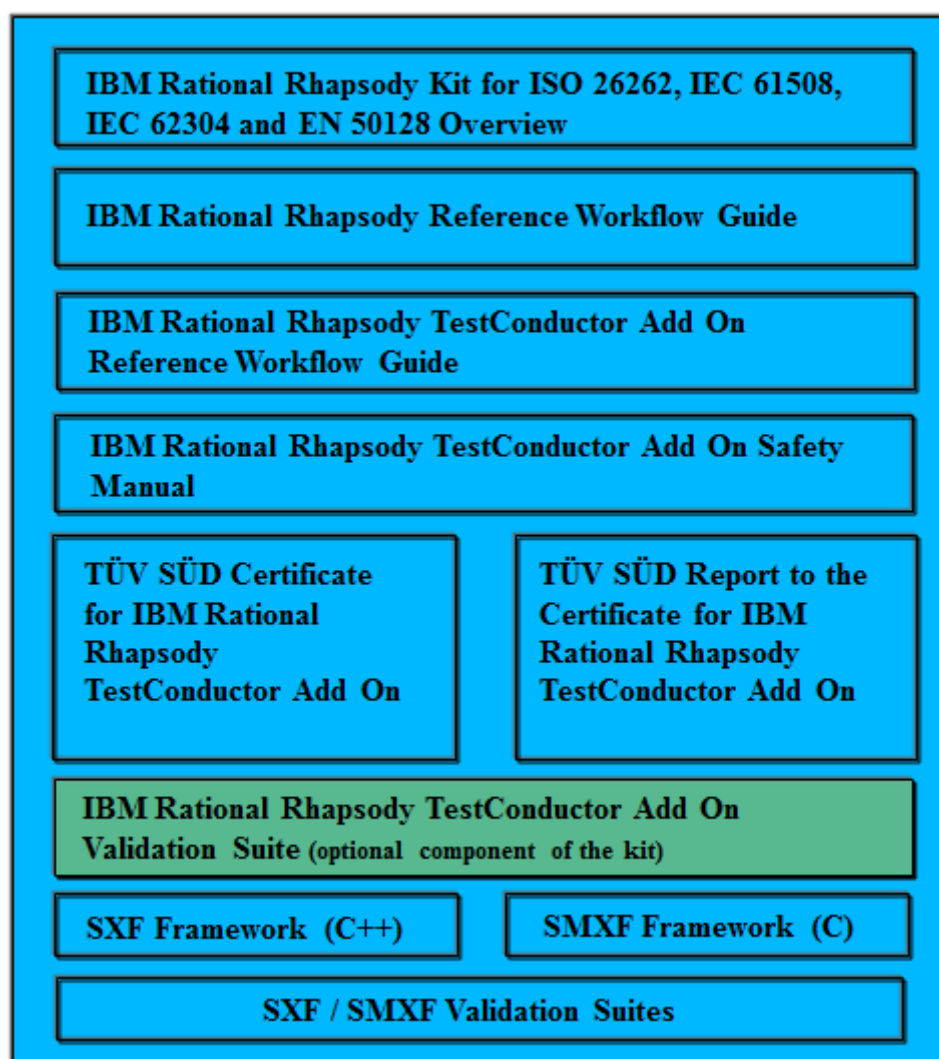 IBM Rational Rhapsody Kit for ISO 26262, IEC 61508,
IEC 62304 and EN 50128 Overview
IBM Rational Rhapsody Reference Workflow Guide
IBM Rational Rhapsody TestConductor Add On
Reference Workflow Guide
IBM Rational Rhapsody TestConductor Add On Safety
Manual
TÜV SÜD Certificate
for IBM Rational
Rhapsody
TestConductor Add On
TÜV SÜD Report to the
Certificate for IBM
Rational Rhapsody
TestConductor Add On
IBM Rational Rhapsody TestConductor Add On
Validation Suite (optional component of the kit)
SXF Framework (C++)
SMXF Framework (C)
SXF / SMXF Validation Suites